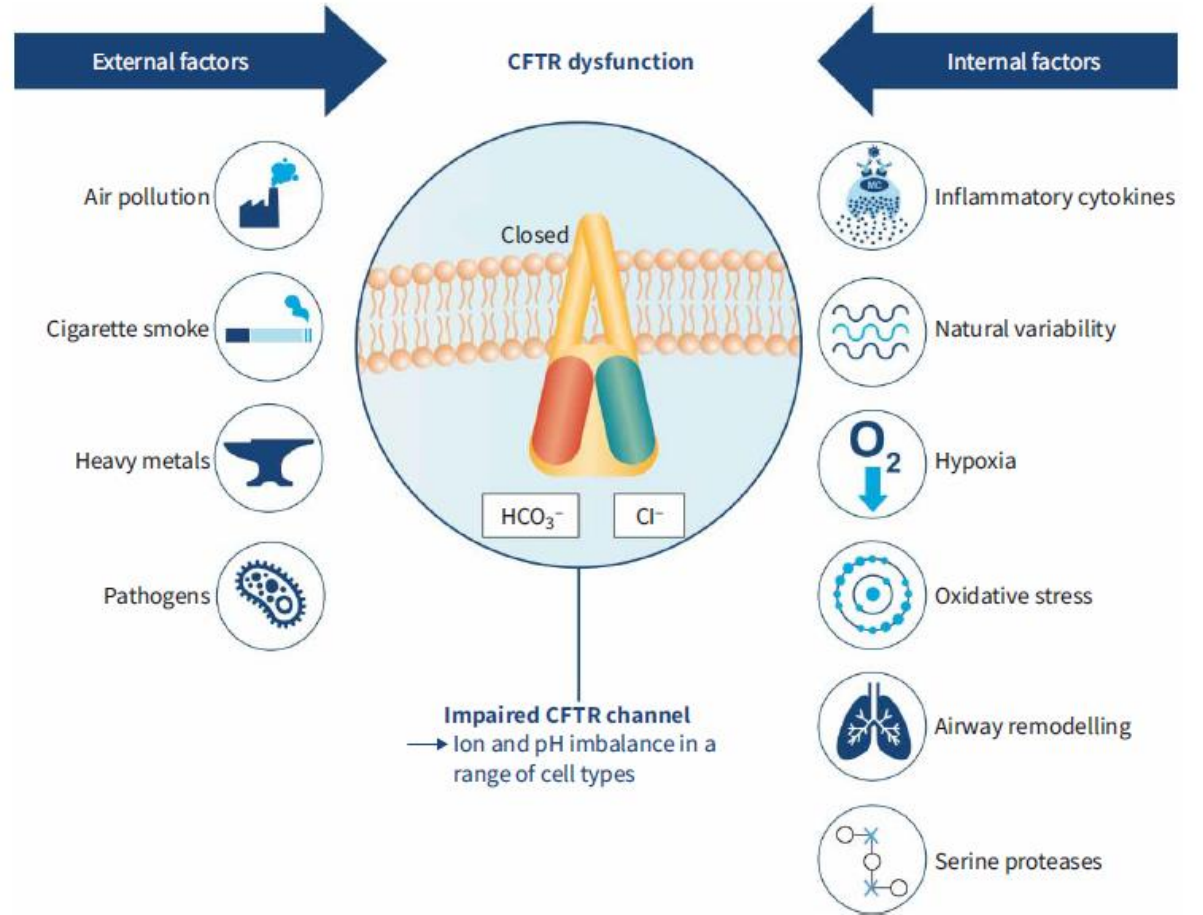 External factors
CFTR dysfunction
Internal factors
Air pollution
Cigarette smoke
Heavy metals
Pathogens
Closed
HCO₃⁻
Cl⁻
Impaired CFTR channel
→ Ion and pH imbalance in a
range of cell types
MC
Inflammatory cytokines
Natural variability
O₂
Hypoxia
Oxidative stress
Airway remodelling
Serine proteases